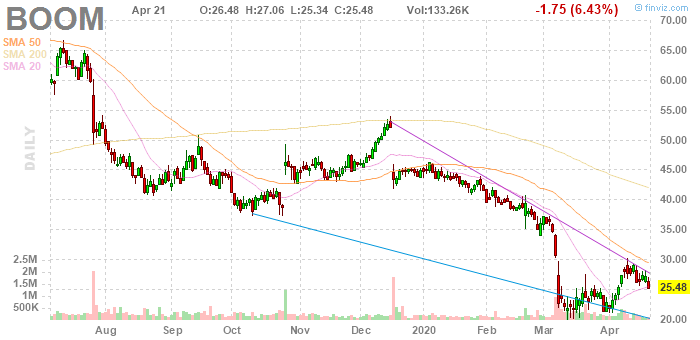 BOOM Apr 21 O:26.48 H:27.06 L:25.34 C:25.48 Vol:133.26K -1.75 (6.43%) © finviz.com
SMA 50
SMA 200
SMA 20
DAILY
70.00
65.00
60.00
55.00
50.00
45.00
40.00
35.00
30.00
25.48
20.00
2.5M
2M
1.5M
1M
500K
Aug Sep Oct Nov Dec 2020 Feb Mar Apr